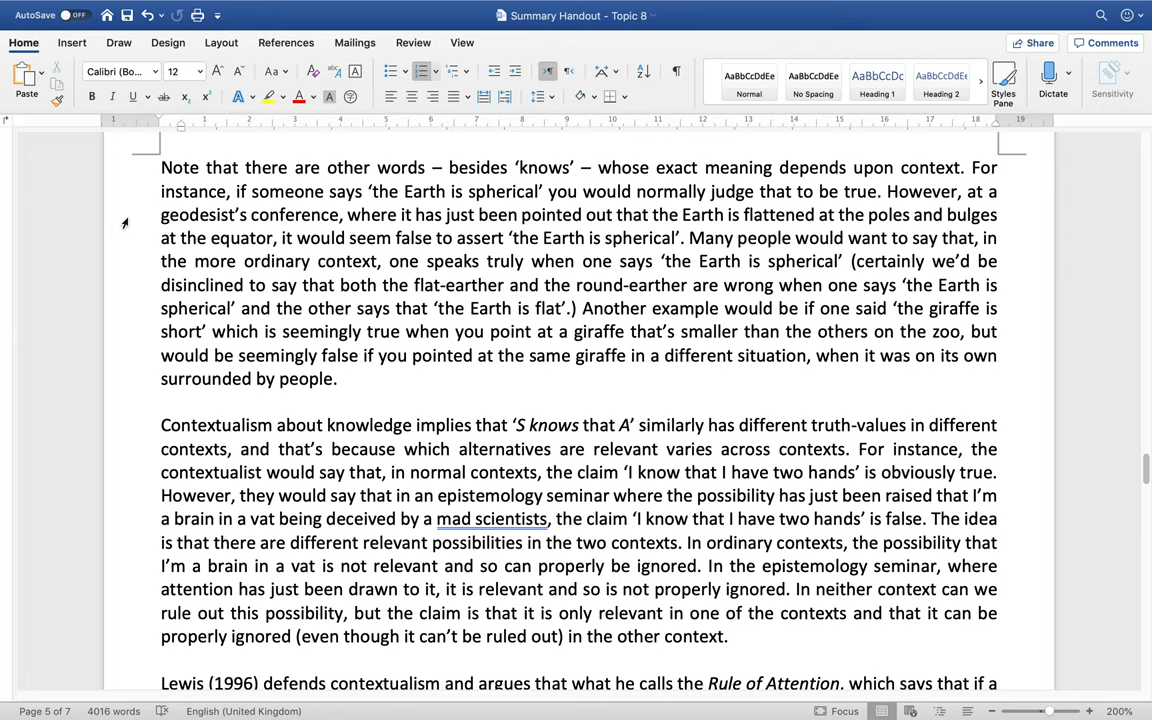 AutoSave OFF Summary Handout - Topic 8
Home Insert Draw Design Layout References Mailings Review View Share Comments
Paste Calibri (Bo... 12 Aa AaBbCcDdEe Normal AaBbCcDdEe No Spacing AaBbCcDc Heading 1 AaBbCcDdEe Heading 2 Styles Pane Dictate Sensitivity
1 1 2 3 4 5 6 7 8 9 10 11 12 13 14 15 16 17 18 19
Note that there are other words – besides ‘knows’ – whose exact meaning depends upon context. For
instance, if someone says ‘the Earth is spherical’ you would normally judge that to be true. However, at a
geodesist’s conference, where it has just been pointed out that the Earth is flattened at the poles and bulges
at the equator, it would seem false to assert ‘the Earth is spherical’. Many people would want to say that, in
the more ordinary context, one speaks truly when one says ‘the Earth is spherical’ (certainly we’d be
disinclined to say that both the flat-earther and the round-earther are wrong when one says ‘the Earth is
spherical’ and the other says that ‘the Earth is flat’.) Another example would be if one said ‘the giraffe is
short’ which is seemingly true when you point at a giraffe that’s smaller than the others on the zoo, but
would be seemingly false if you pointed at the same giraffe in a different situation, when it was on its own
surrounded by people.
Contextualism about knowledge implies that ‘S knows that A’ similarly has different truth-values in different
contexts, and that’s because which alternatives are relevant varies across contexts. For instance, the
contextualist would say that, in normal contexts, the claim ‘I know that I have two hands’ is obviously true.
However, they would say that in an epistemology seminar where the possibility has just been raised that I’m
a brain in a vat being deceived by a mad scientists, the claim ‘I know that I have two hands’ is false. The idea
is that there are different relevant possibilities in the two contexts. In ordinary contexts, the possibility that
I’m a brain in a vat is not relevant and so can properly be ignored. In the epistemology seminar, where
attention has just been drawn to it, it is relevant and so is not properly ignored. In neither context can we
rule out this possibility, but the claim is that it is only relevant in one of the contexts and that it can be
properly ignored (even though it can’t be ruled out) in the other context.
Lewis (1996) defends contextualism and argues that what he calls the Rule of Attention, which says that if a
Page 5 of 7 4016 words English (United Kingdom) Focus 200%